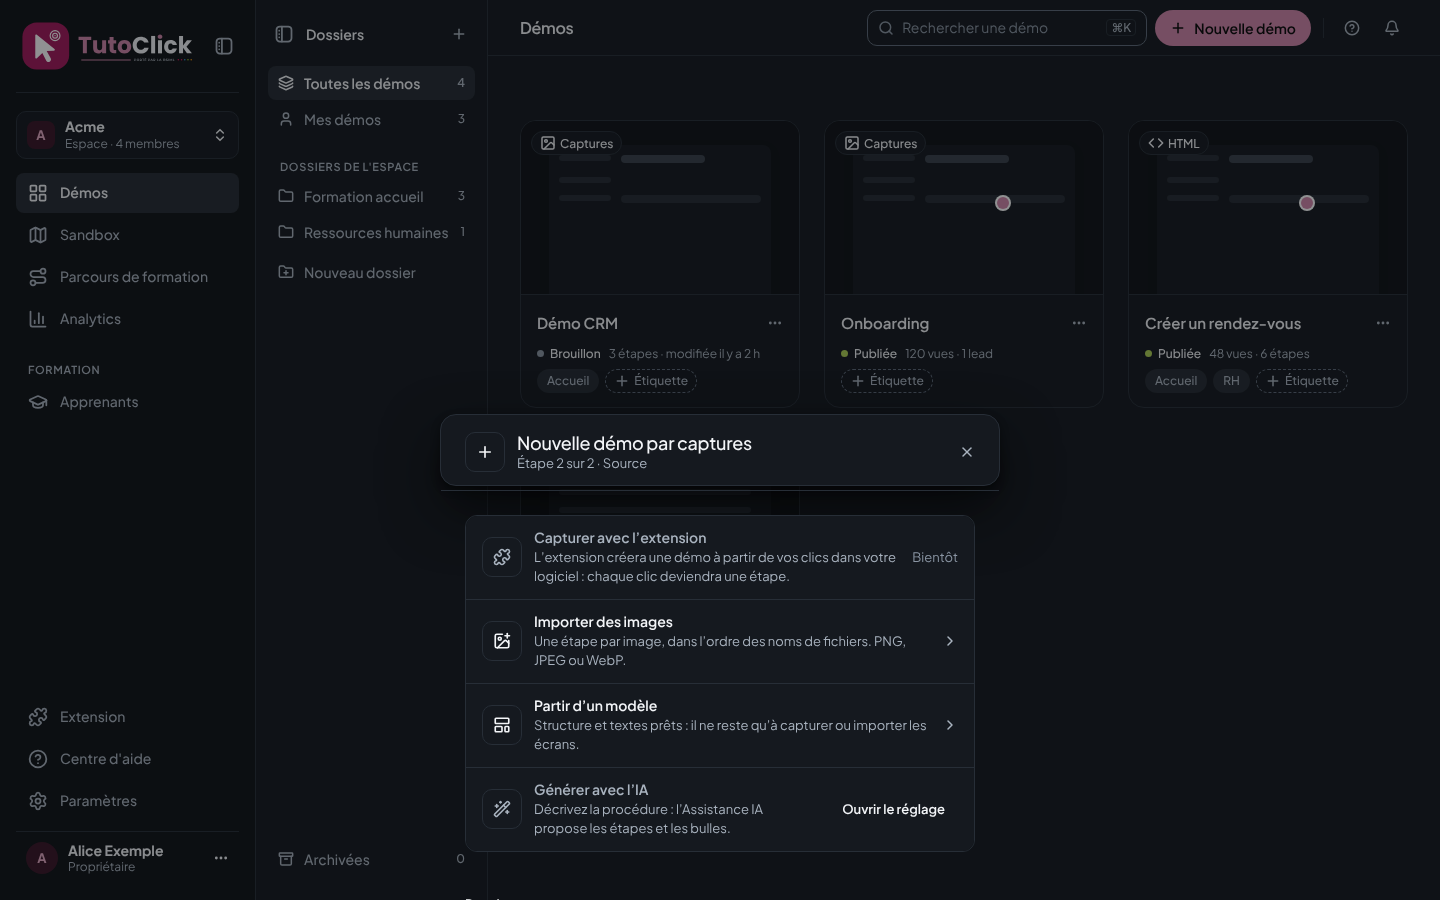 TutoClick
Acme
Espace · 4 membres
A
Démos
Sandbox
Parcours de formation
Analytics
FORMATION
Apprenants
Extension
Centre d'aide
Paramètres
A
Alice Exemple
Propriétaire
Dossiers
Toutes les démos 4
Mes démos 3
DOSSIERS DE L'ESPACE
Formation accueil 3
Ressources humaines 1
Nouveau dossier
Archivées 0
Démos
Rechercher une démo ⌘K
Nouvelle démo
Captures
Démo CRM
Brouillon 3 étapes · modifiée il y a 2 h
Accueil + Étiquette
Captures
Onboarding
Publiée 120 vues · 1 lead
+ Étiquette
HTML
Créer un rendez-vous
Publiée 48 vues · 6 étapes
Accueil RH + Étiquette
Nouvelle démo par captures
Étape 2 sur 2 · Source
Capturer avec l’extension
L’extension créera une démo à partir de vos clics dans votre
logiciel : chaque clic deviendra une étape.
Bientôt
Importer des images
Une étape par image, dans l’ordre des noms de fichiers. PNG,
JPEG ou WebP.
Partir d’un modèle
Structure et textes prêts : il ne reste qu’à capturer ou importer les
écrans.
Générer avec l’IA
Décrivez la procédure : l’Assistance IA
propose les étapes et les bulles.
Ouvrir le réglage